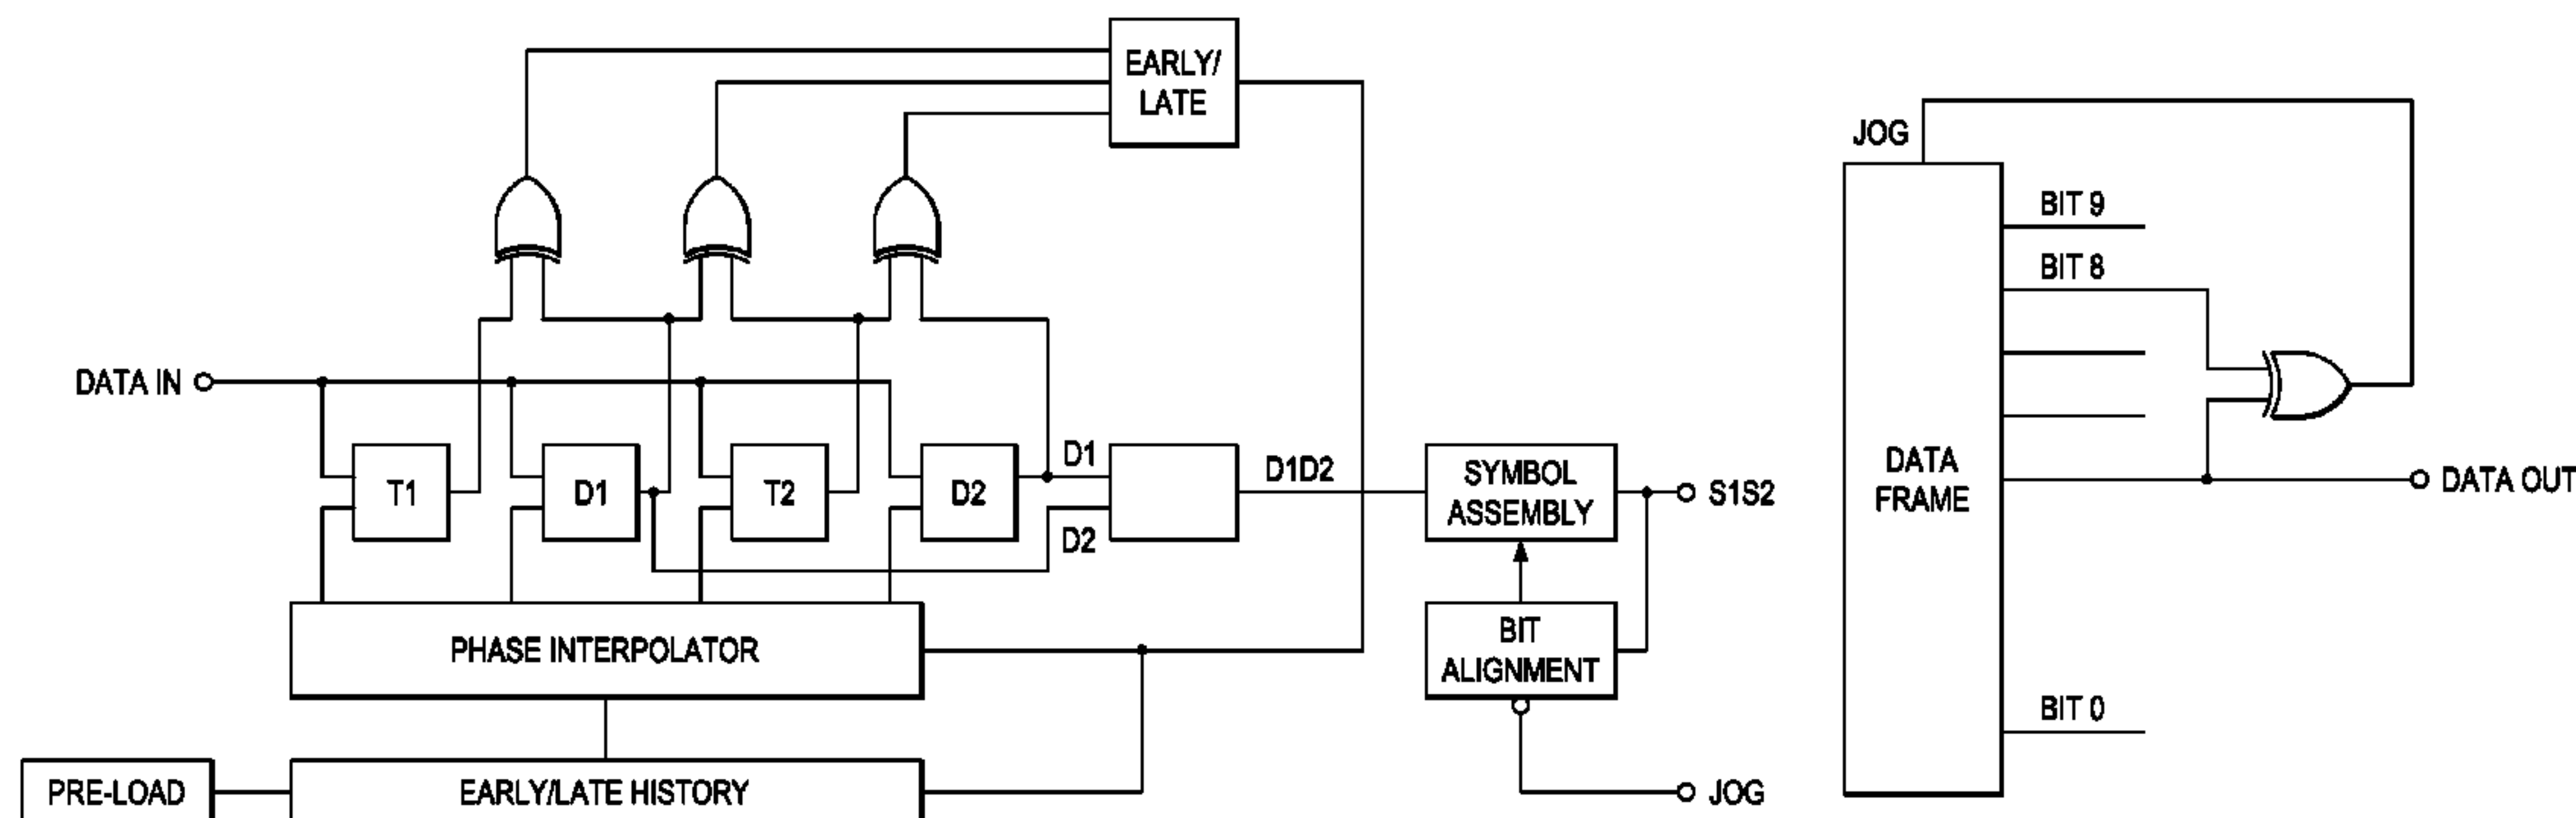 EARLY/
LATE
JOG
BIT 9
BIT 8
DATA IN
T1
D1
T2
D2
D1
D2
D1D2
SYMBOL
ASSEMBLY
S1S2
DATA
FRAME
DATA OUT
PHASE INTERPOLATOR
BIT
ALIGNMENT
BIT 0
PRE-LOAD
EARLY/LATE HISTORY
JOG